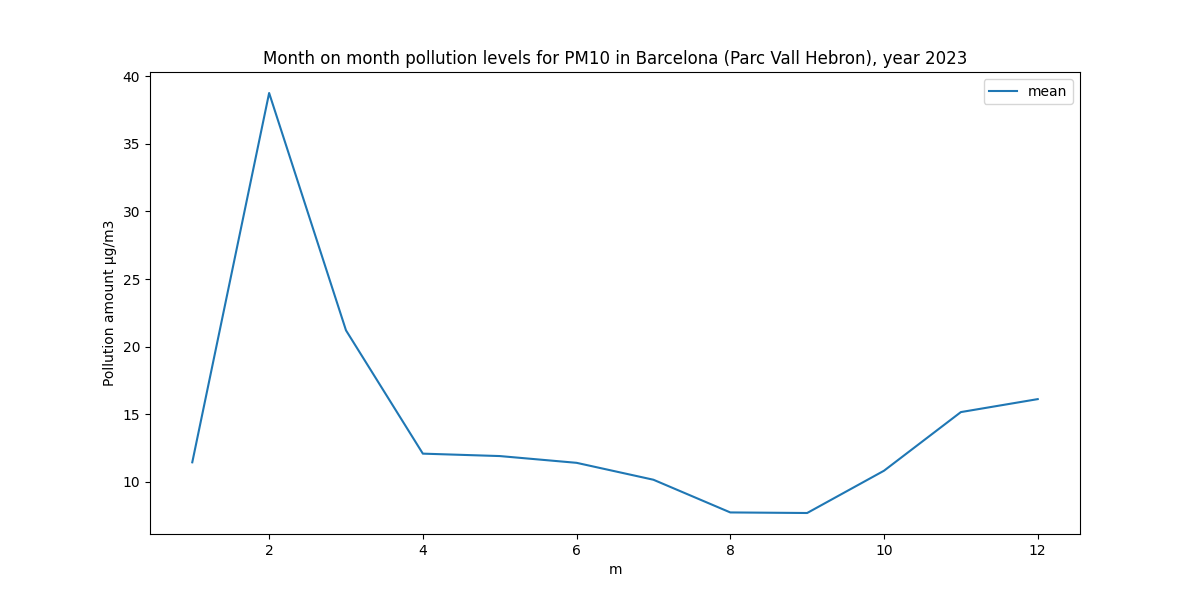 Month on month pollution levels for PM10 in Barcelona (Parc Vall Hebron), year 2023
mean
Pollution amount µg/m3
40
35
30
25
20
15
10
2 4 6 8 10 12
m